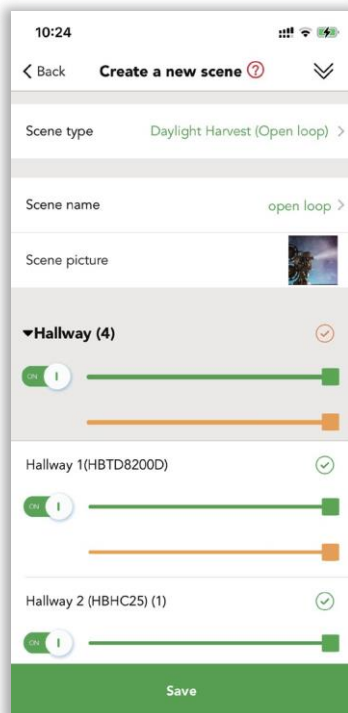 10:24
Back Create a new scene ?
Scene type Daylight Harvest (Open loop)
Scene name open loop
Scene picture
Hallway (4)
ON I
Hallway 1(HBTD8200D)
ON I
Hallway 2 (HBHC25) (1)
ON I
Save